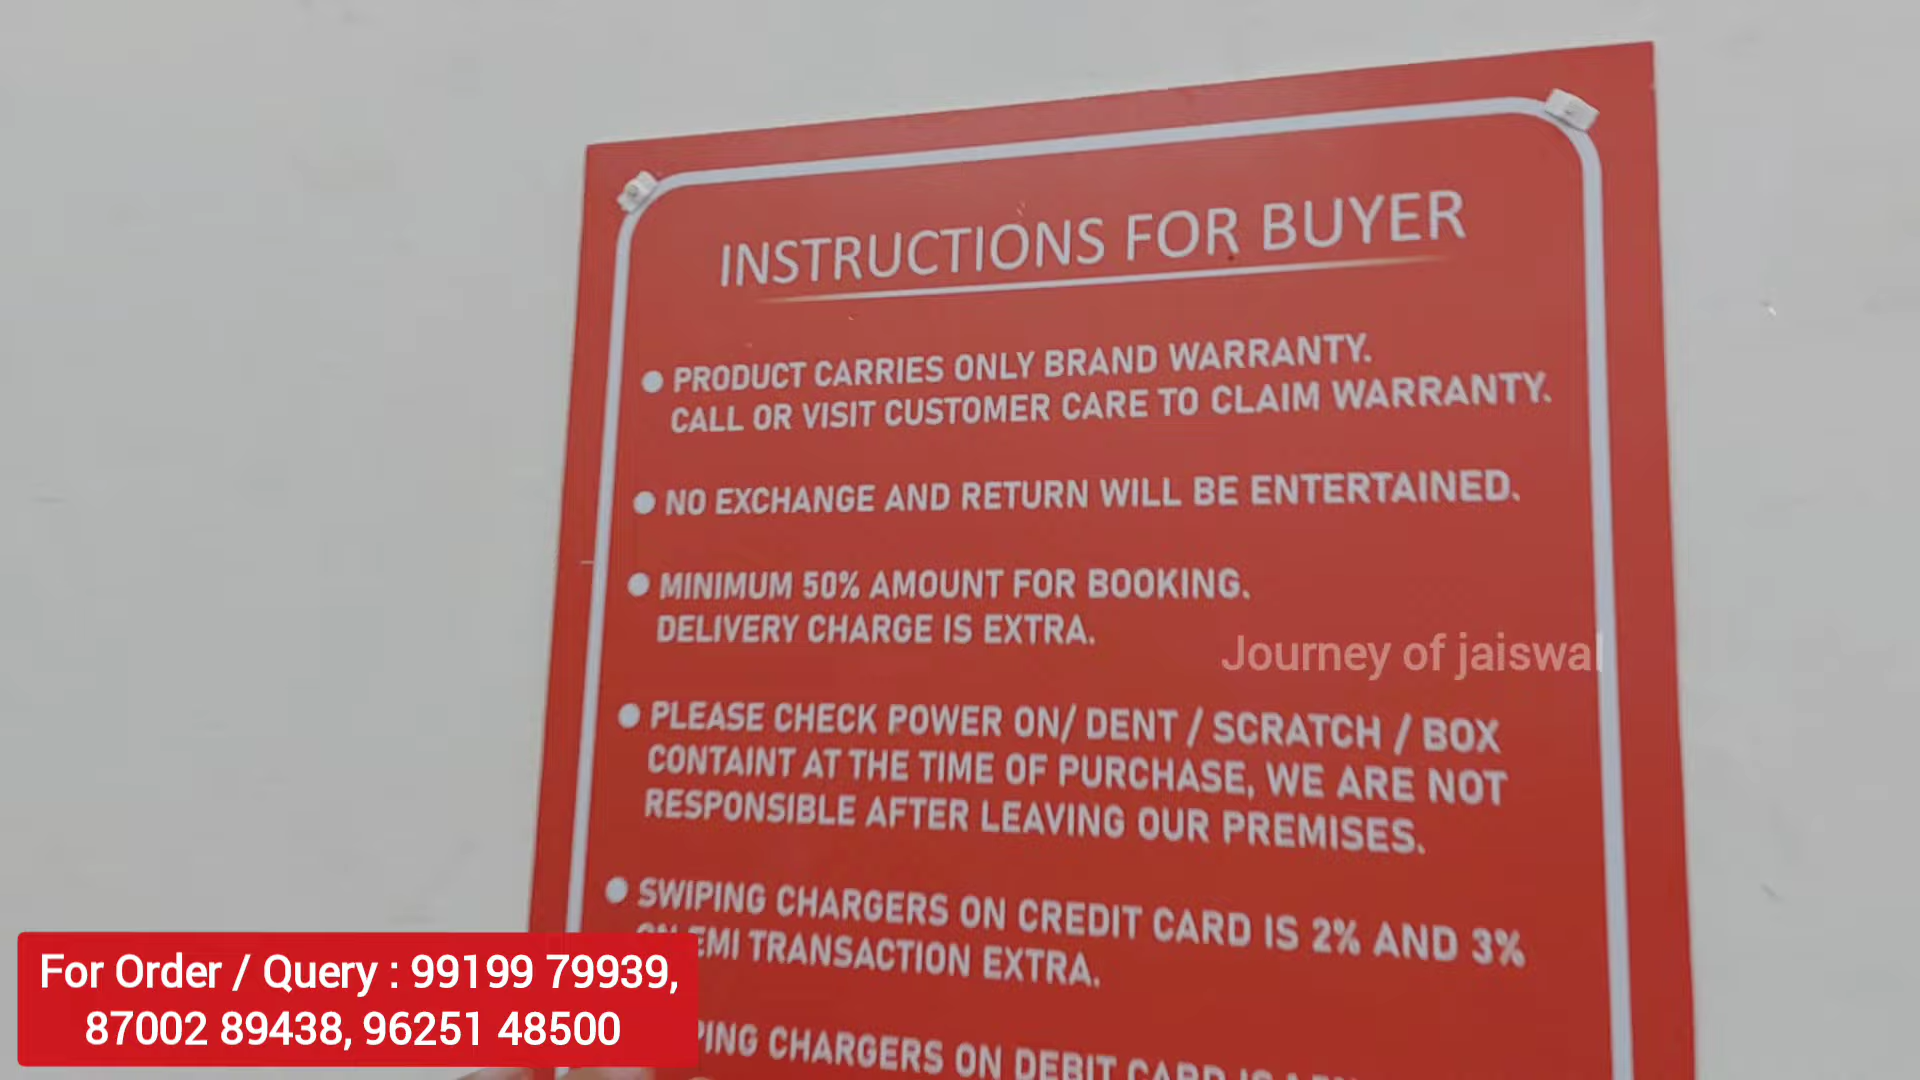 INSTRUCTIONS FOR BUYER
PRODUCT CARRIES ONLY BRAND WARRANTY.
CALL OR VISIT CUSTOMER CARE TO CLAIM WARRANTY.
NO EXCHANGE AND RETURN WILL BE ENTERTAINED.
MINIMUM 50% AMOUNT FOR BOOKING.
DELIVERY CHARGE IS EXTRA.
Journey of jaiswal
PLEASE CHECK POWER ON/ DENT / SCRATCH / BOX
CONTAINT AT THE TIME OF PURCHASE, WE ARE NOT
RESPONSIBLE AFTER LEAVING OUR PREMISES.
SWIPING CHARGERS ON CREDIT CARD IS 2% AND 3%
ON EMI TRANSACTION EXTRA.
CHARGERS ON DEBIT CARD IS
For Order / Query : 99199 79939,
87002 89438, 96251 48500